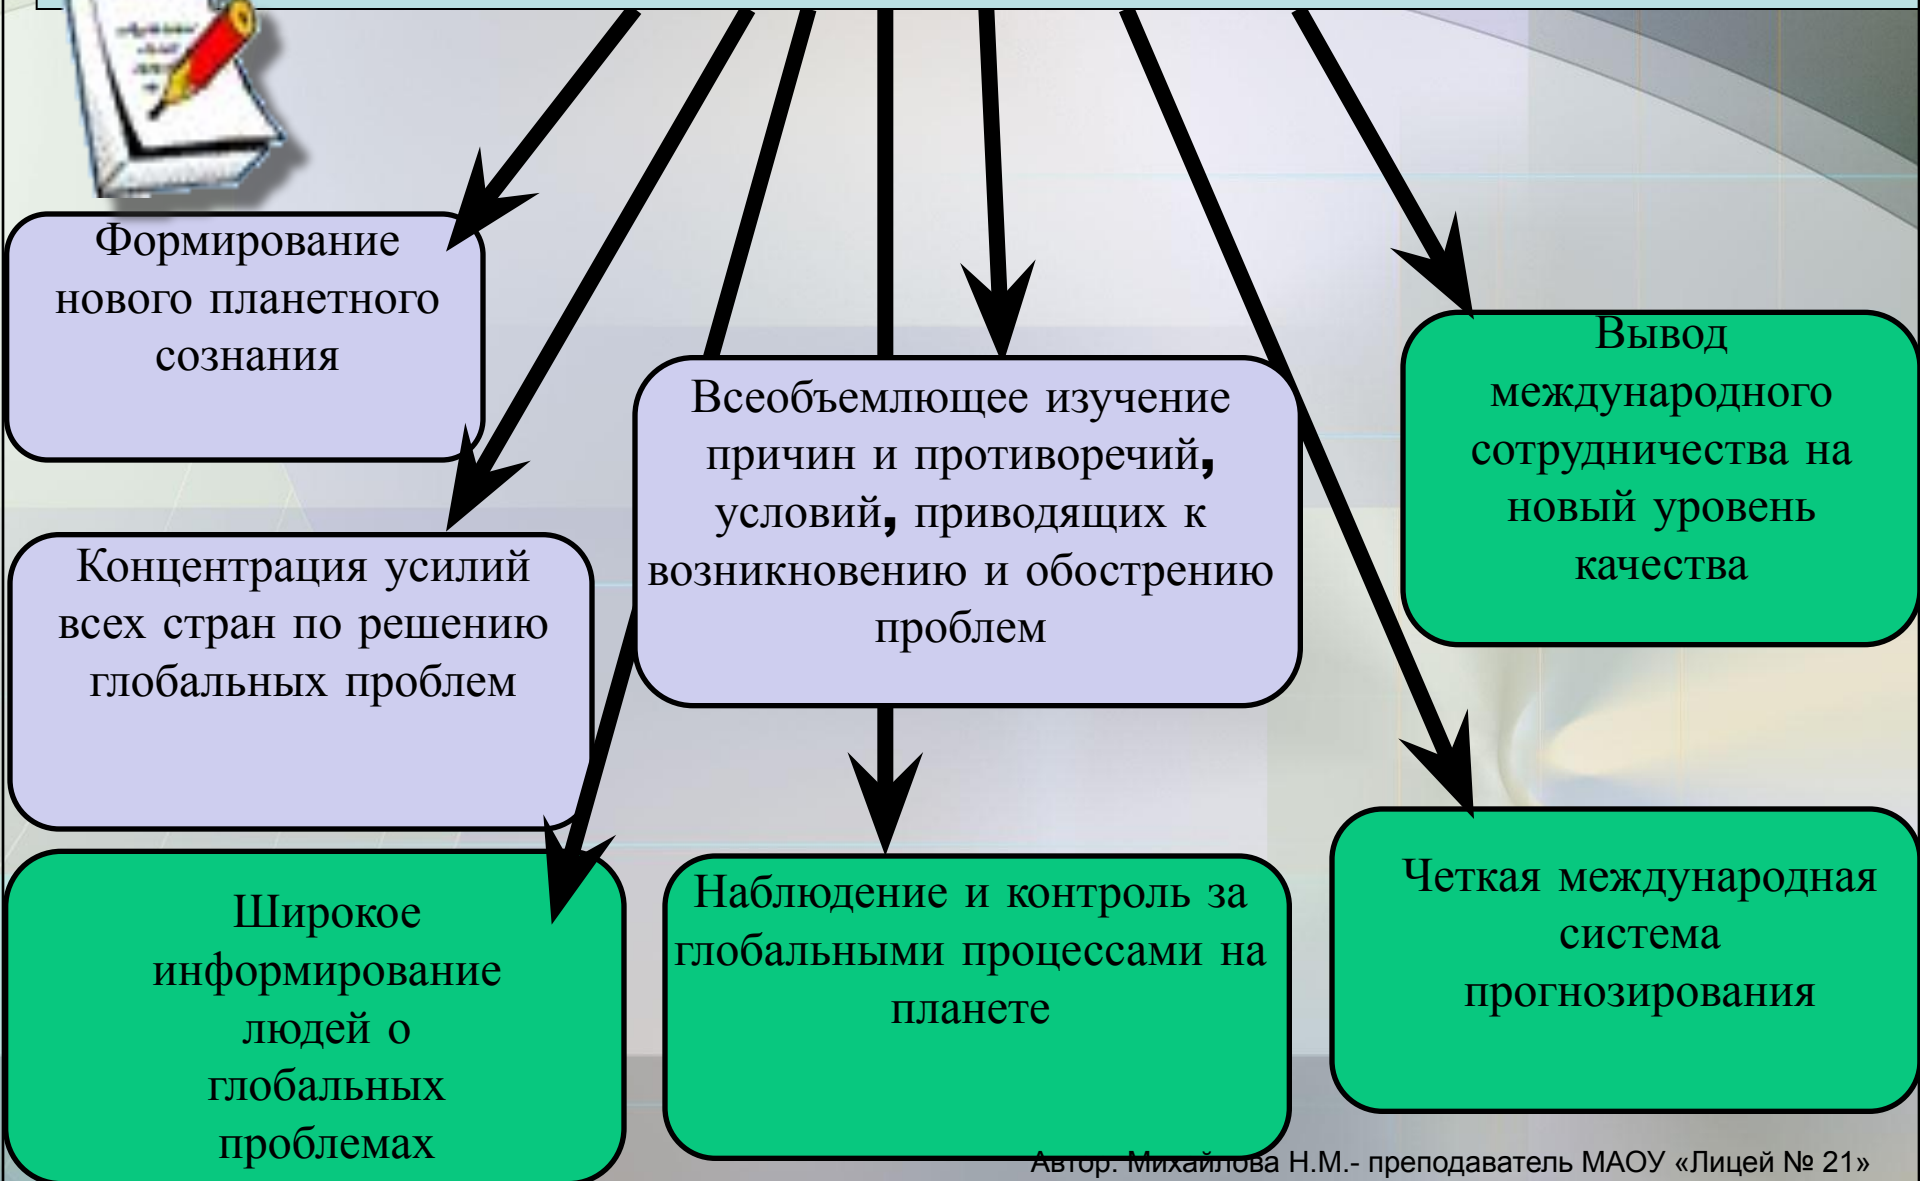 Формирование
нового планетного
сознания
Концентрация усилий
всех стран по решению
глобальных проблем
Широкое
информирование
людей о
глобальных
проблемах
Всеобъемлющее изучение
причин и противоречий,
условий, приводящих к
возникновению и обострению
проблем
Наблюдение и контроль за
глобальными процессами на
планете
Вывод
международного
сотрудничества на
новый уровень
качества
Четкая международная
система
прогнозирования
Автор: Михайлова Н.М.- преподаватель МАОУ «Лицей № 21»